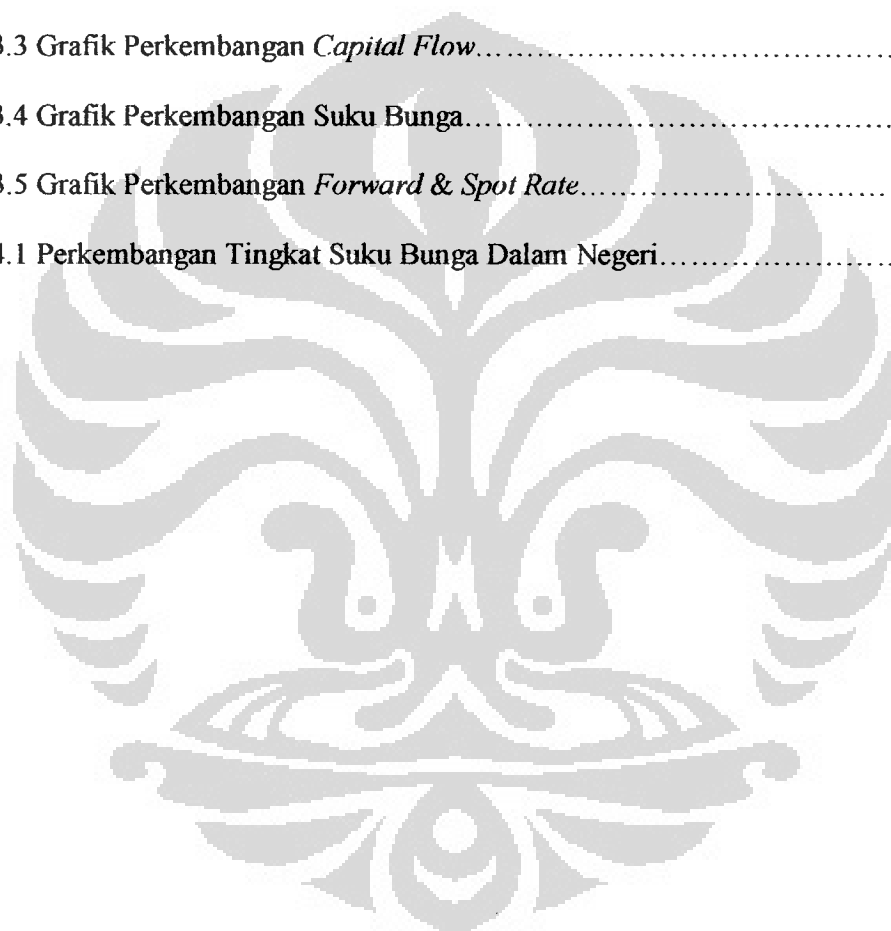 3.3 Grafik Perkembangan Capital Flow....................................................
3.4 Grafik Perkembangan Suku Bunga....................................................
3.5 Grafik Perkembangan Forward & Spot Rate....................................
4.1 Perkembangan Tingkat Suku Bunga Dalam Negeri..........................